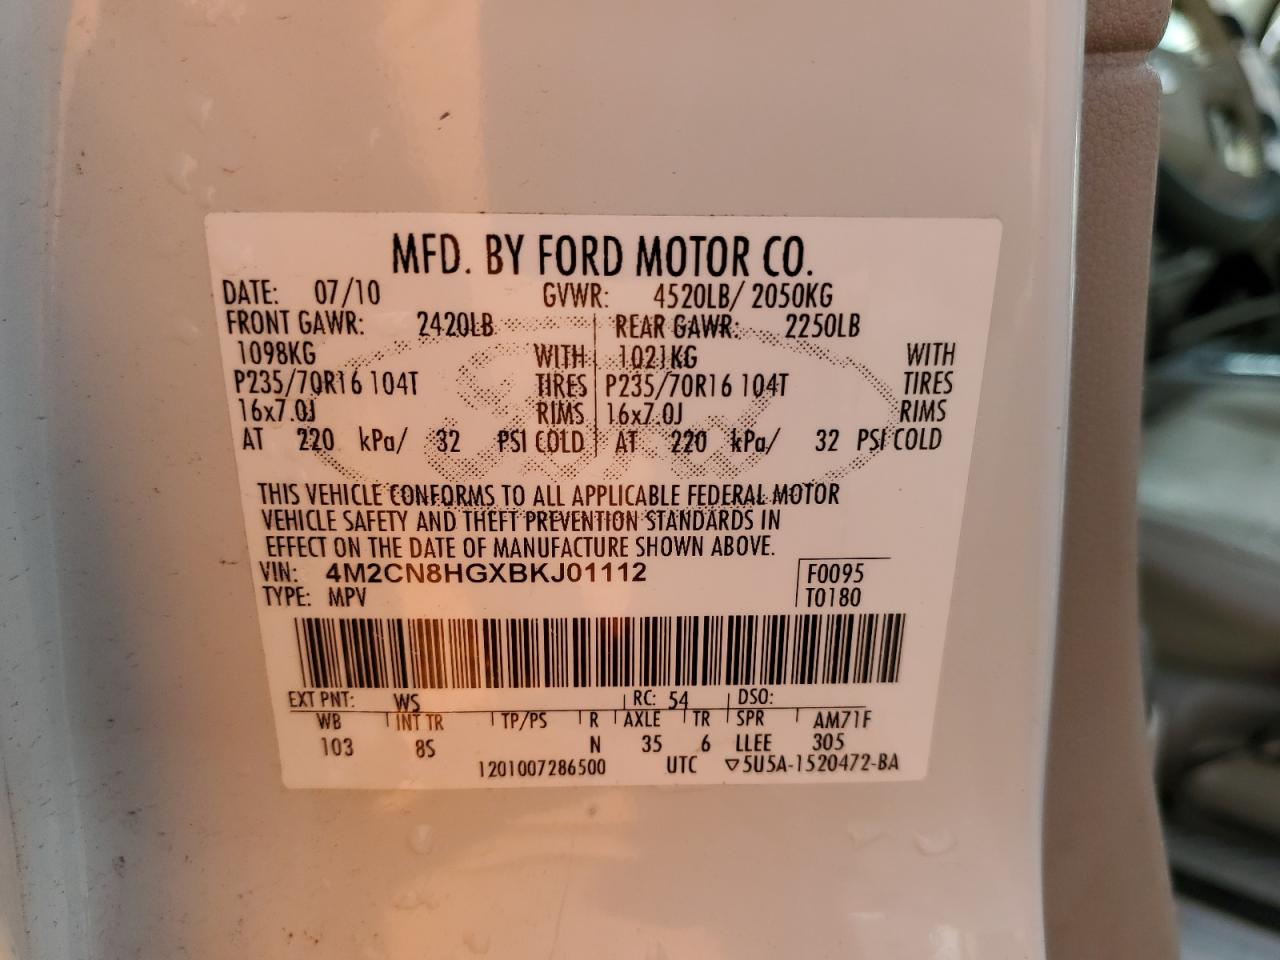 MFD. BY FORD MOTOR CO.
DATE: 07/10 GVWR: 4520LB/ 2050KG
FRONT GAWR: 2420LB REAR GAWR: 2250LB
1098KG WITH 1021KG WITH
P235/70R16 104T TIRES P235/70R16 104T TIRES
16x7.0J RIMS 16x7.0J RIMS
AT 220 kPa/ 32 PSI COLD AT 220 kPa/ 32 PSI COLD
THIS VEHICLE CONFORMS TO ALL APPLICABLE FEDERAL MOTOR
VEHICLE SAFETY AND THEFT PREVENTION STANDARDS IN
EFFECT ON THE DATE OF MANUFACTURE SHOWN ABOVE.
VIN: 4M2CN8HGXBKJ01112 F0095
TYPE: MPV T0180
EXT PNT: WS RC: 54 DSO:
WB INT TR TP/PS R AXLE TR SPR AM71F
103 8S N 35 6 LLEE 305
1201007286500 UTC ▽5U5A-1520472-BA